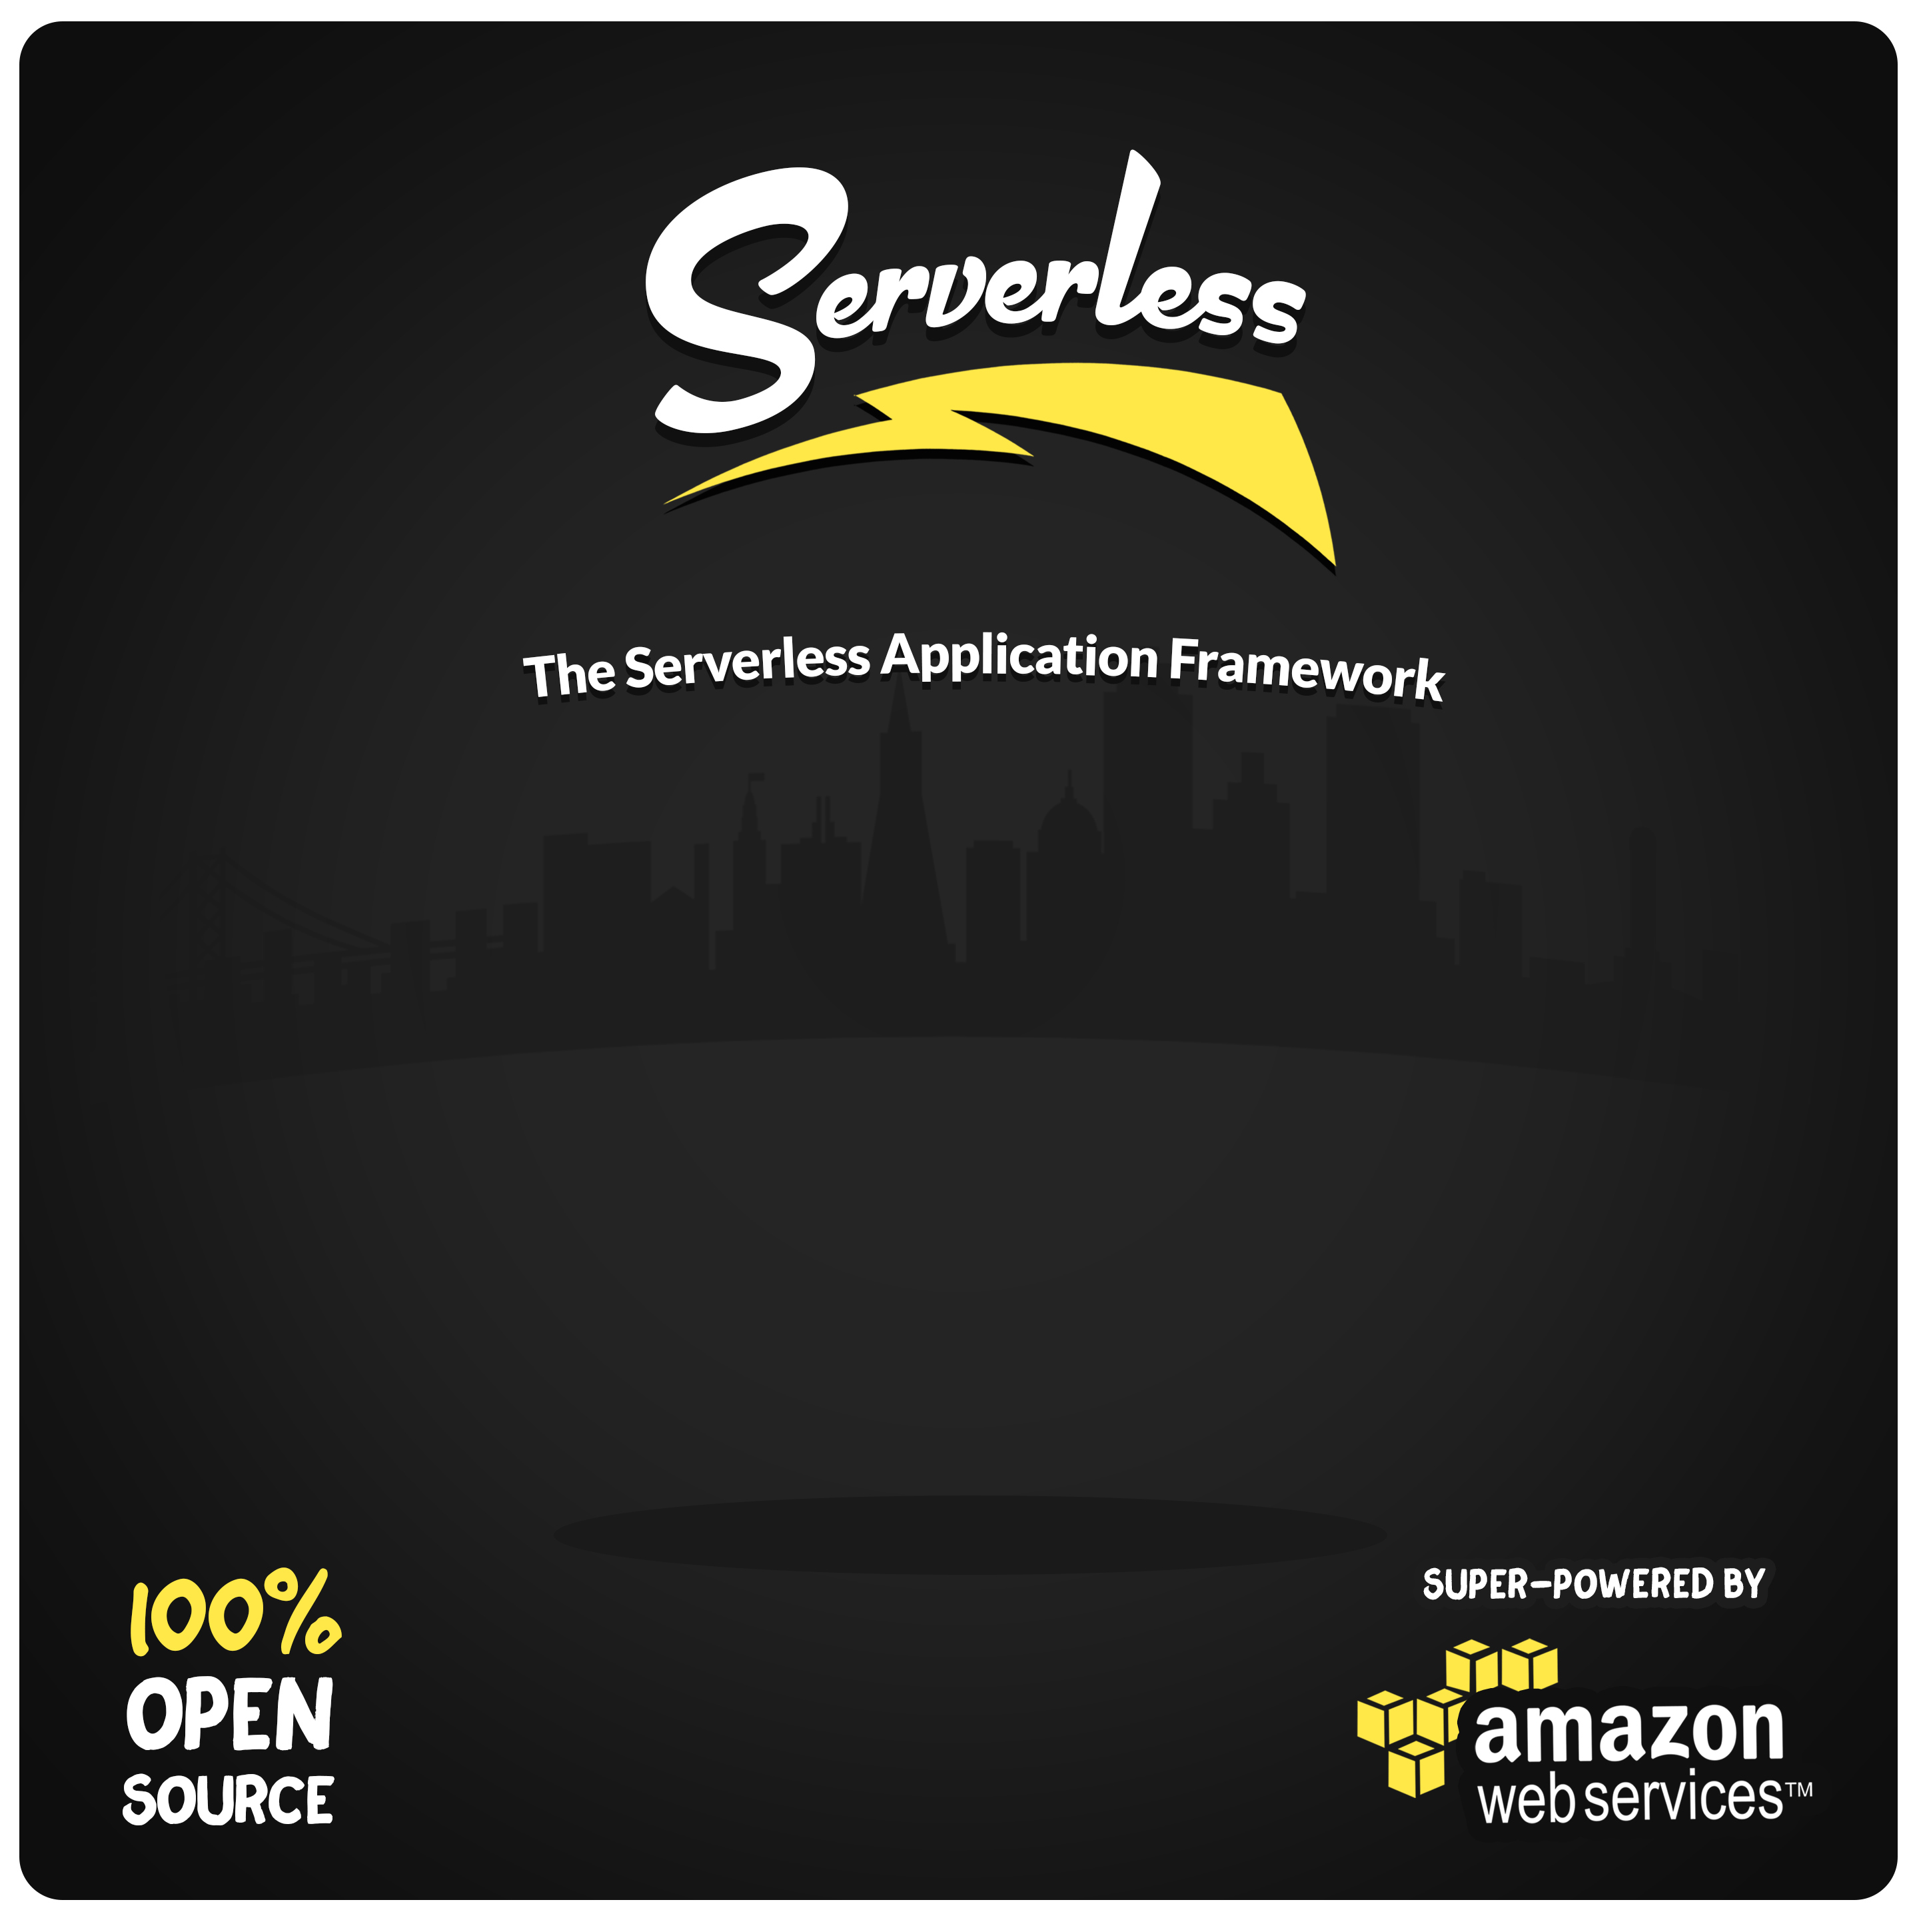 Serverless
The Serverless Application Framework
100%
OPEN
SOURCE
SUPER-POWERED BY
amazon
web services™